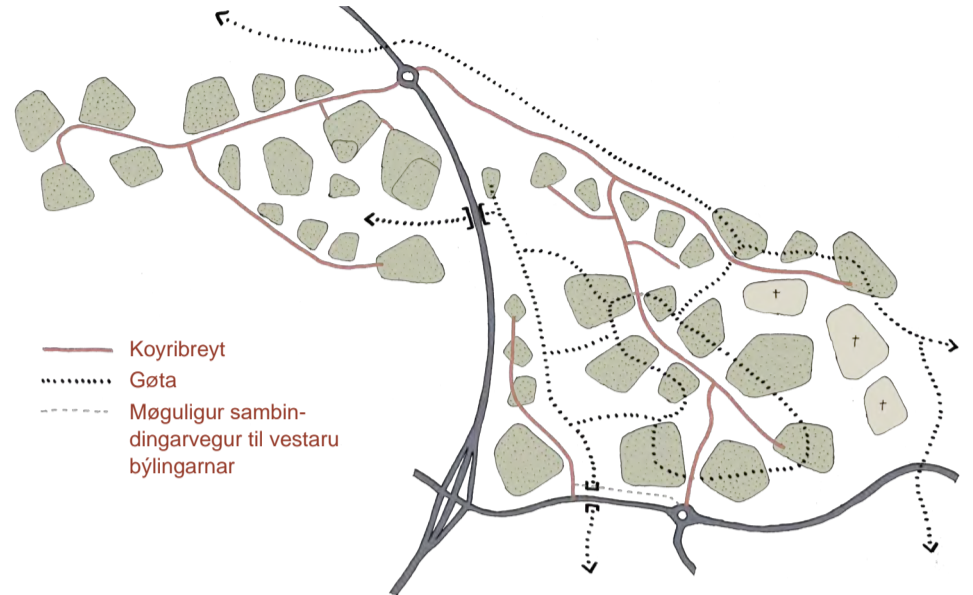 Koyribreyt
Gøta
Møguligur sambin-
dingarvegur til vestaru
býlingarnar